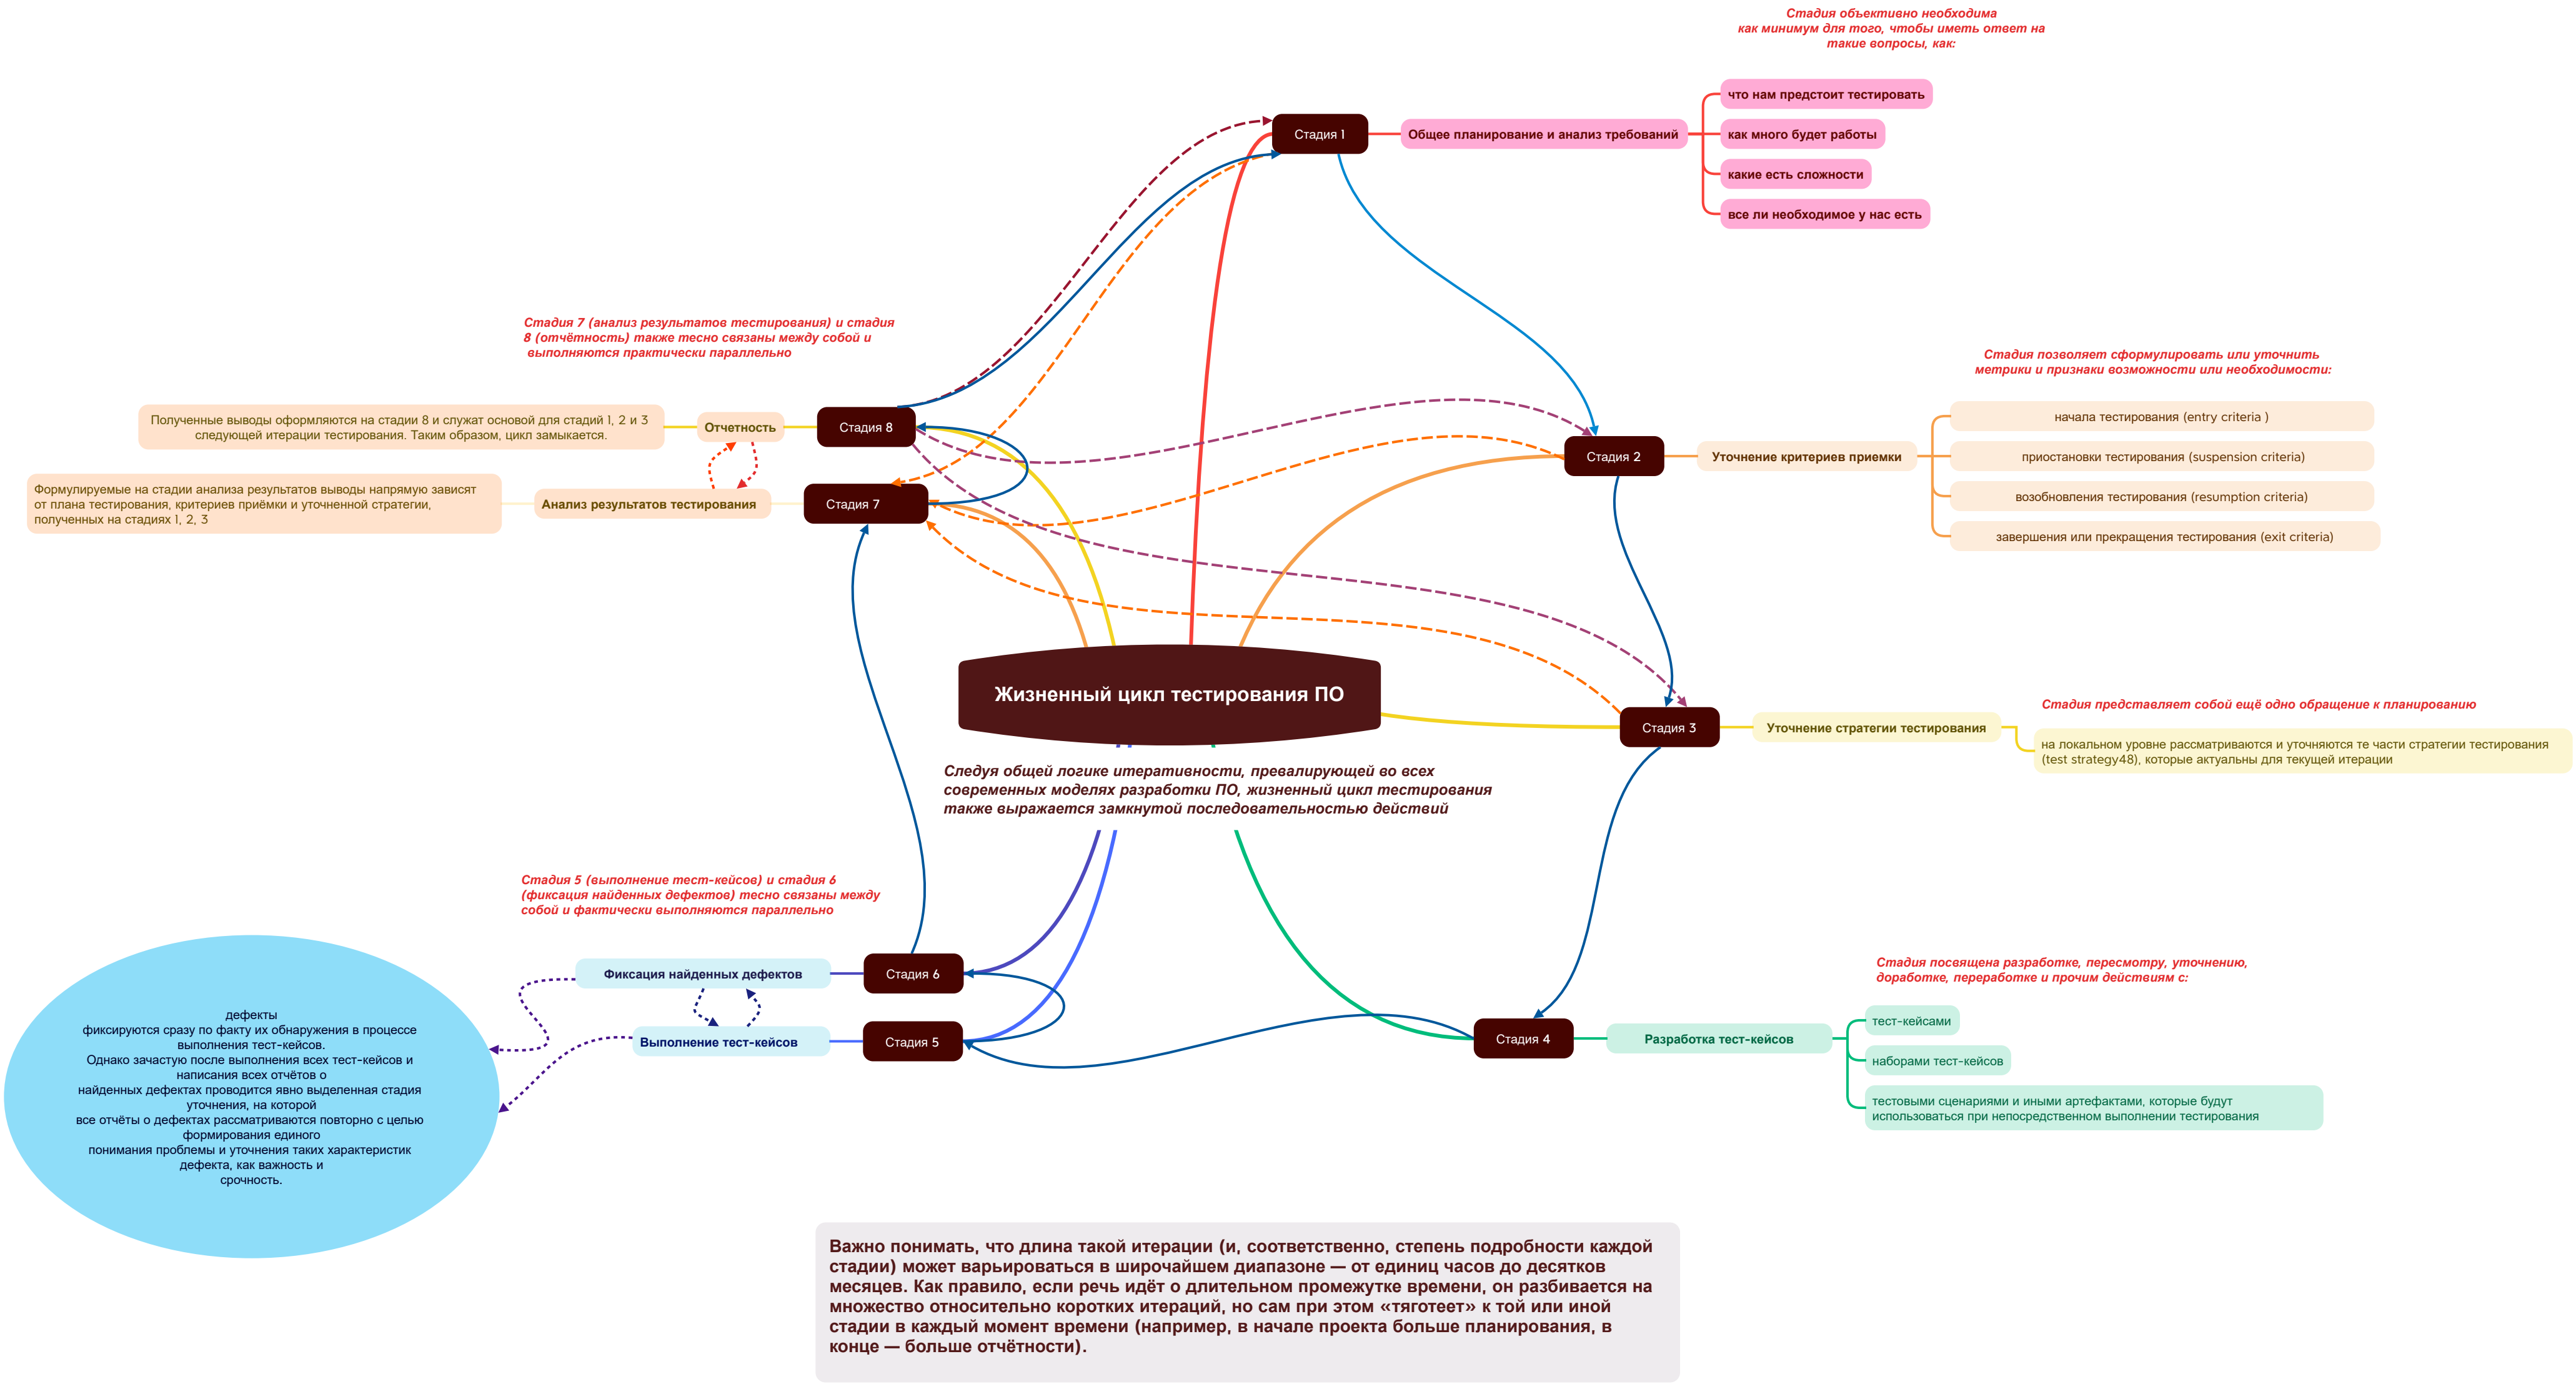 Стадия объективно необходима
как минимум для того, чтобы иметь ответ на
такие вопросы, как:
Стадия 1
Общее планирование и анализ требований
что нам предстоит тестировать
как много будет работы
какие есть сложности
все ли необходимое у нас есть
Стадия позволяет сформулировать или уточнить
метрики и признаки возможности или необходимости:
Стадия 2
Уточнение критериев приемки
начала тестирования (entry criteria )
приостановки тестирования (suspension criteria)
возобновления тестирования (resumption criteria)
завершения или прекращения тестирования (exit criteria)
Стадия 7 (анализ результатов тестирования) и стадия
8 (отчётность) также тесно связаны между собой и
выполняются практически параллельно
Стадия 8
Отчетность
Полученные выводы оформляются на стадии 8 и служат основой для стадий 1, 2 и 3
следующей итерации тестирования. Таким образом, цикл замыкается.
Стадия 7
Анализ результатов тестирования
Формулируемые на стадии анализа результатов выводы напрямую зависят
от плана тестирования, критериев приёмки и уточненной стратегии,
полученных на стадиях 1, 2, 3
Жизненный цикл тестирования ПО
Следуя общей логике итеративности, превалирующей во всех
современных моделях разработки ПО, жизненный цикл тестирования
также выражается замкнутой последовательностью действий
Стадия представляет собой ещё одно обращение к планированию
Стадия 3
Уточнение стратегии тестирования
на локальном уровне рассматриваются и уточняются те части стратегии тестирования
(test strategy48), которые актуальны для текущей итерации
Стадия 5 (выполнение тест-кейсов) и стадия 6
(фиксация найденных дефектов) тесно связаны между
собой и фактически выполняются параллельно
Стадия 6
Фиксация найденных дефектов
Стадия 5
Выполнение тест-кейсов
дефекты
фиксируются сразу по факту их обнаружения в процессе
выполнения тест-кейсов.
Однако зачастую после выполнения всех тест-кейсов и
написания всех отчётов о
найденных дефектах проводится явно выделенная стадия
уточнения, на которой
все отчёты о дефектах рассматриваются повторно с целью
формирования единого
понимания проблемы и уточнения таких характеристик
дефекта, как важность и
срочность.
Стадия посвящена разработке, пересмотру, уточнению,
доработке, переработке и прочим действиям с:
Стадия 4
Разработка тест-кейсов
тест-кейсами
наборами тест-кейсов
тестовыми сценариями и иными артефактами, которые будут
использоваться при непосредственном выполнении тестирования
Важно понимать, что длина такой итерации (и, соответственно, степень подробности каждой
стадии) может варьироваться в широчайшем диапазоне — от единиц часов до десятков
месяцев. Как правило, если речь идёт о длительном промежутке времени, он разбивается на
множество относительно коротких итераций, но сам при этом «тяготеет» к той или иной
стадии в каждый момент времени (например, в начале проекта больше планирования, в
конце — больше отчётности).